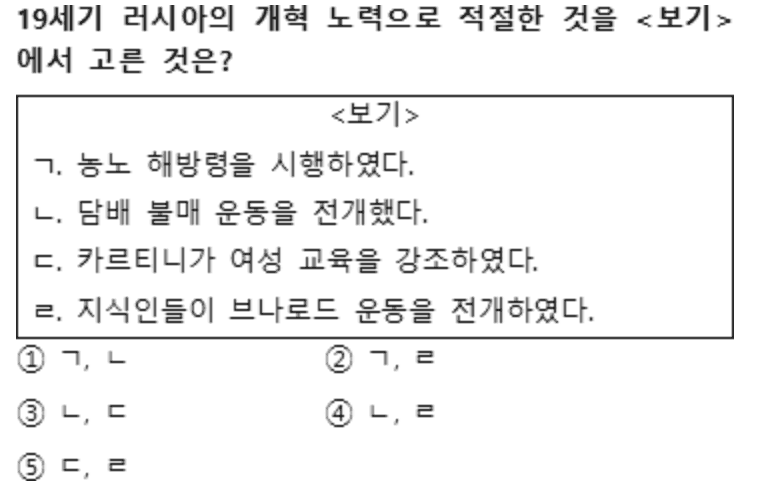 19세기 러시아의 개혁 노력으로 적절한 것을 <보기>
에서 고른 것은?
<보기>
ㄱ. 농노 해방령을 시행하였다.
ㄴ. 담배 불매 운동을 전개했다.
ㄷ. 카르티니가 여성 교육을 강조하였다.
ㄹ. 지식인들이 브나로드 운동을 전개하였다.
① ㄱ, ㄴ ② ㄱ, ㄹ
③ ㄴ, ㄷ ④ ㄴ, ㄹ
⑤ ㄷ, ㄹ